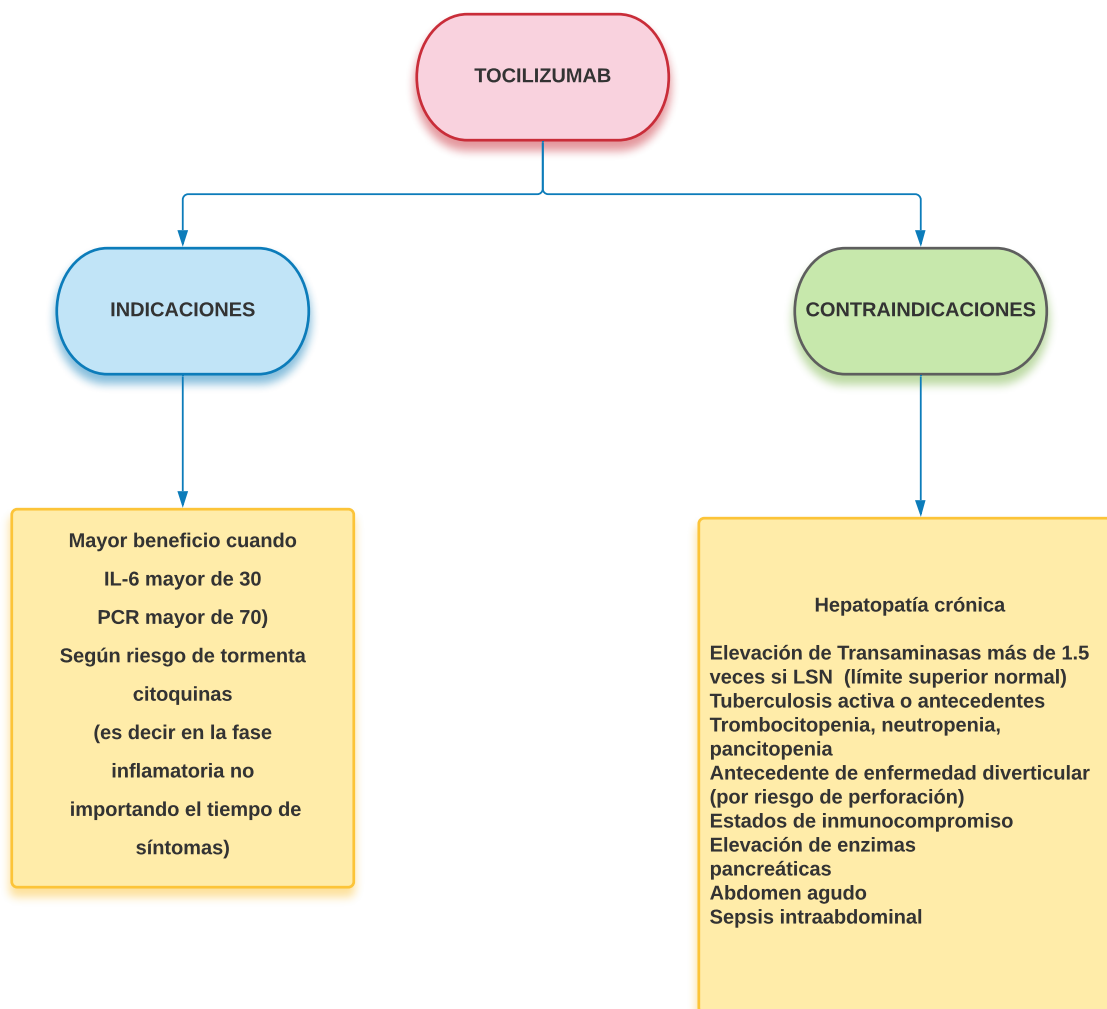 TOCILIZUMAB
INDICACIONES
CONTRAINDICACIONES
Mayor beneficio cuando
IL-6 mayor de 30
PCR mayor de 70)
Según riesgo de tormenta
citoquinas
(es decir en la fase
inflamatoria no
importando el tiempo de
síntomas)
Hepatopatía crónica
Elevación de Transaminasas más de 1.5
veces si LSN (límite superior normal)
Tuberculosis activa o antecedentes
Trombocitopenia, neutropenia,
pancitopenia
Antecedente de enfermedad diverticular
(por riesgo de perforación)
Estados de inmunocompromiso
Elevación de enzimas
pancreáticas
Abdomen agudo
Sepsis intraabdominal